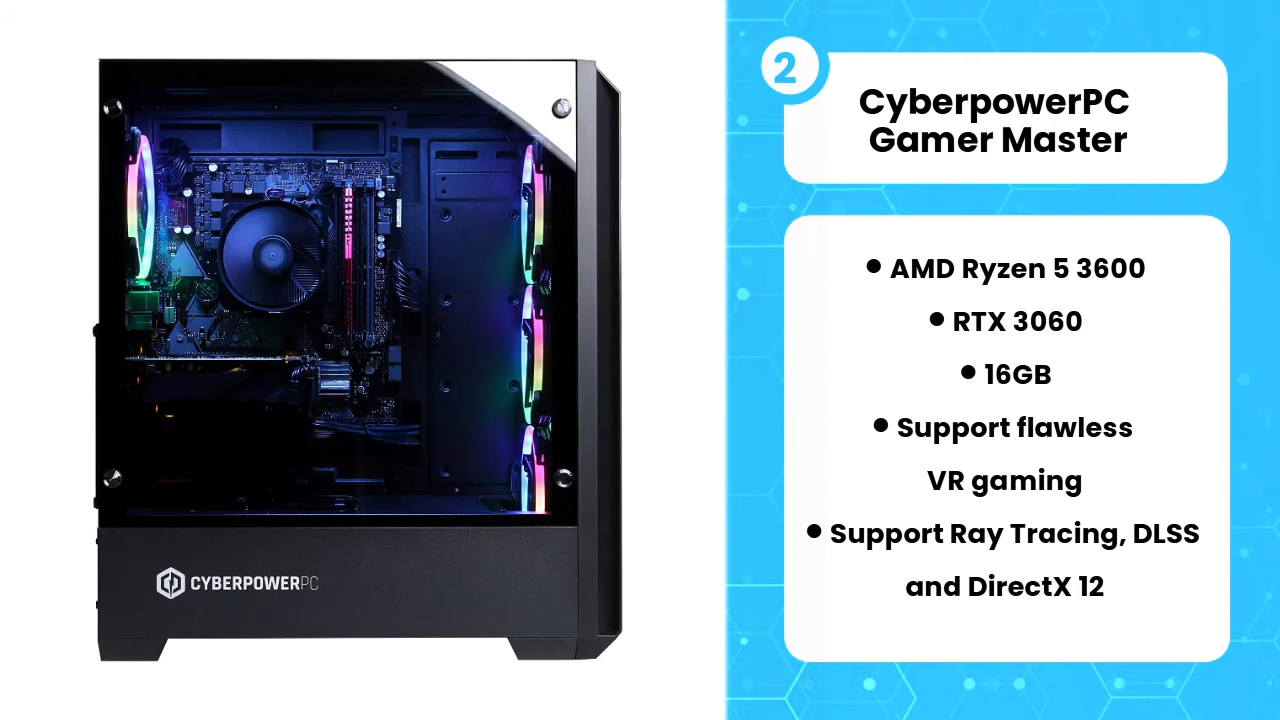 2
CyberpowerPC
Gamer Master
• AMD Ryzen 5 3600
• RTX 3060
• 16GB
• Support flawless
VR gaming
• Support Ray Tracing, DLSS
and DirectX 12
CYBERPOWERPC